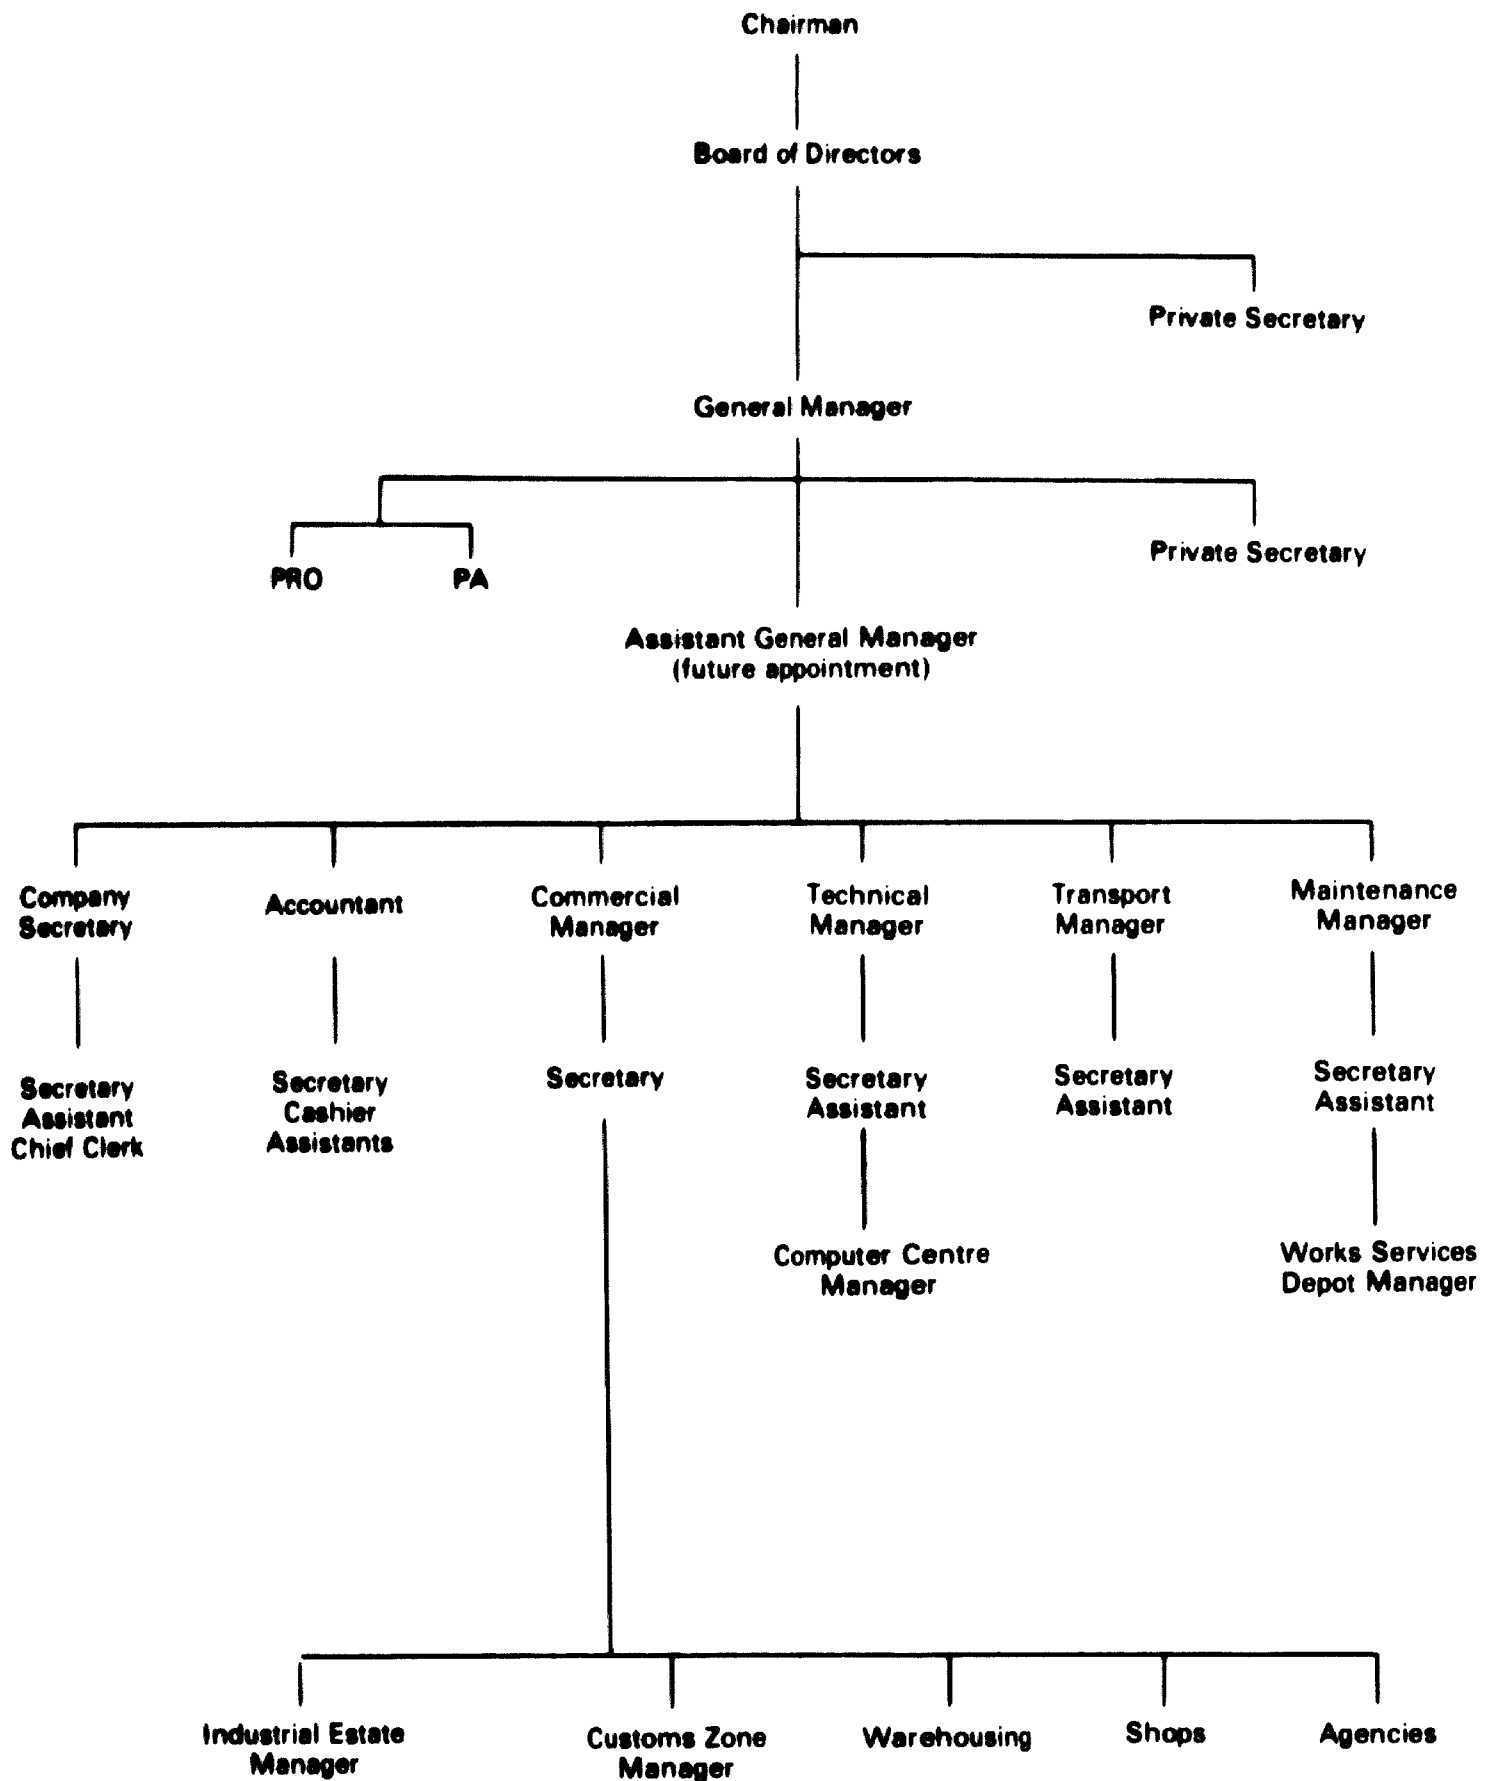 Chairman
Board of Directors
Private Secretary
General Manager
PRO
PA
Private Secretary
Assistant General Manager
(future appointment)
Company
Secretary
Accountant
Commercial
Manager
Technical
Manager
Transport
Manager
Maintenance
Manager
Secretary
Assistant
Chief Clerk
Secretary
Cashier
Assistants
Secretary
Secretary
Assistant
Secretary
Assistant
Secretary
Assistant
Computer Centre
Manager
Works Services
Depot Manager
Industrial Estate
Manager
Customs Zone
Manager
Warehousing
Shops
Agencies